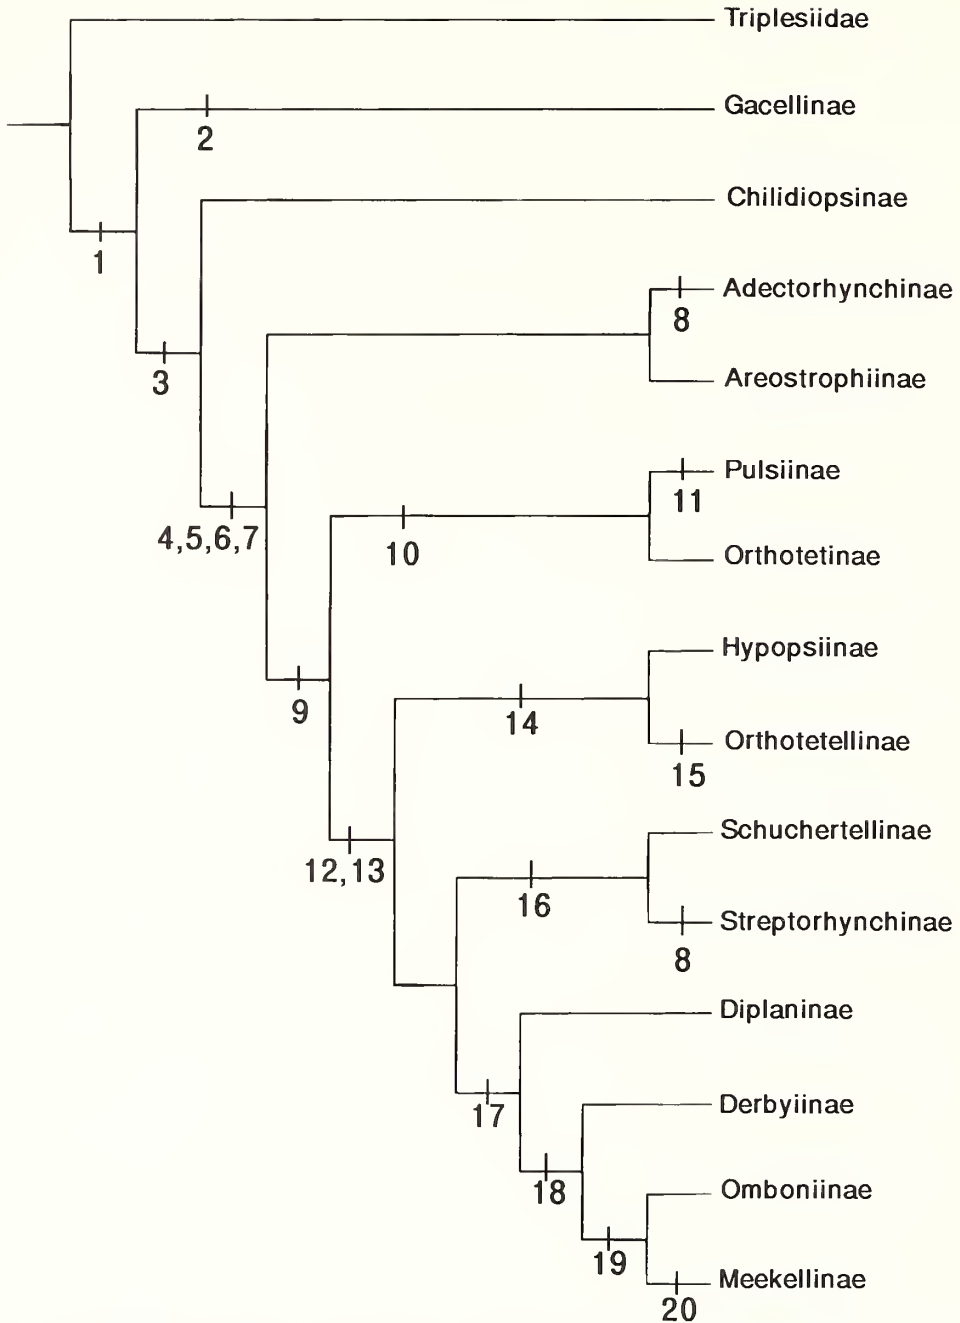 Triplesiidae
Gacellinae
2
Chilidiopsinae
1
Adectorhynchinae
8
3
Areostrophiinae
Pulsiinae
11
4,5,6,7
10
Orthotetinae
Hypopsiinae
9
14
Orthotetellinae
15
Schuchertellinae
12,13
16
Streptorhynchinae
8
Diplaninae
17
Derbyiinae
18
Omboniinae
19
Meekellinae
20